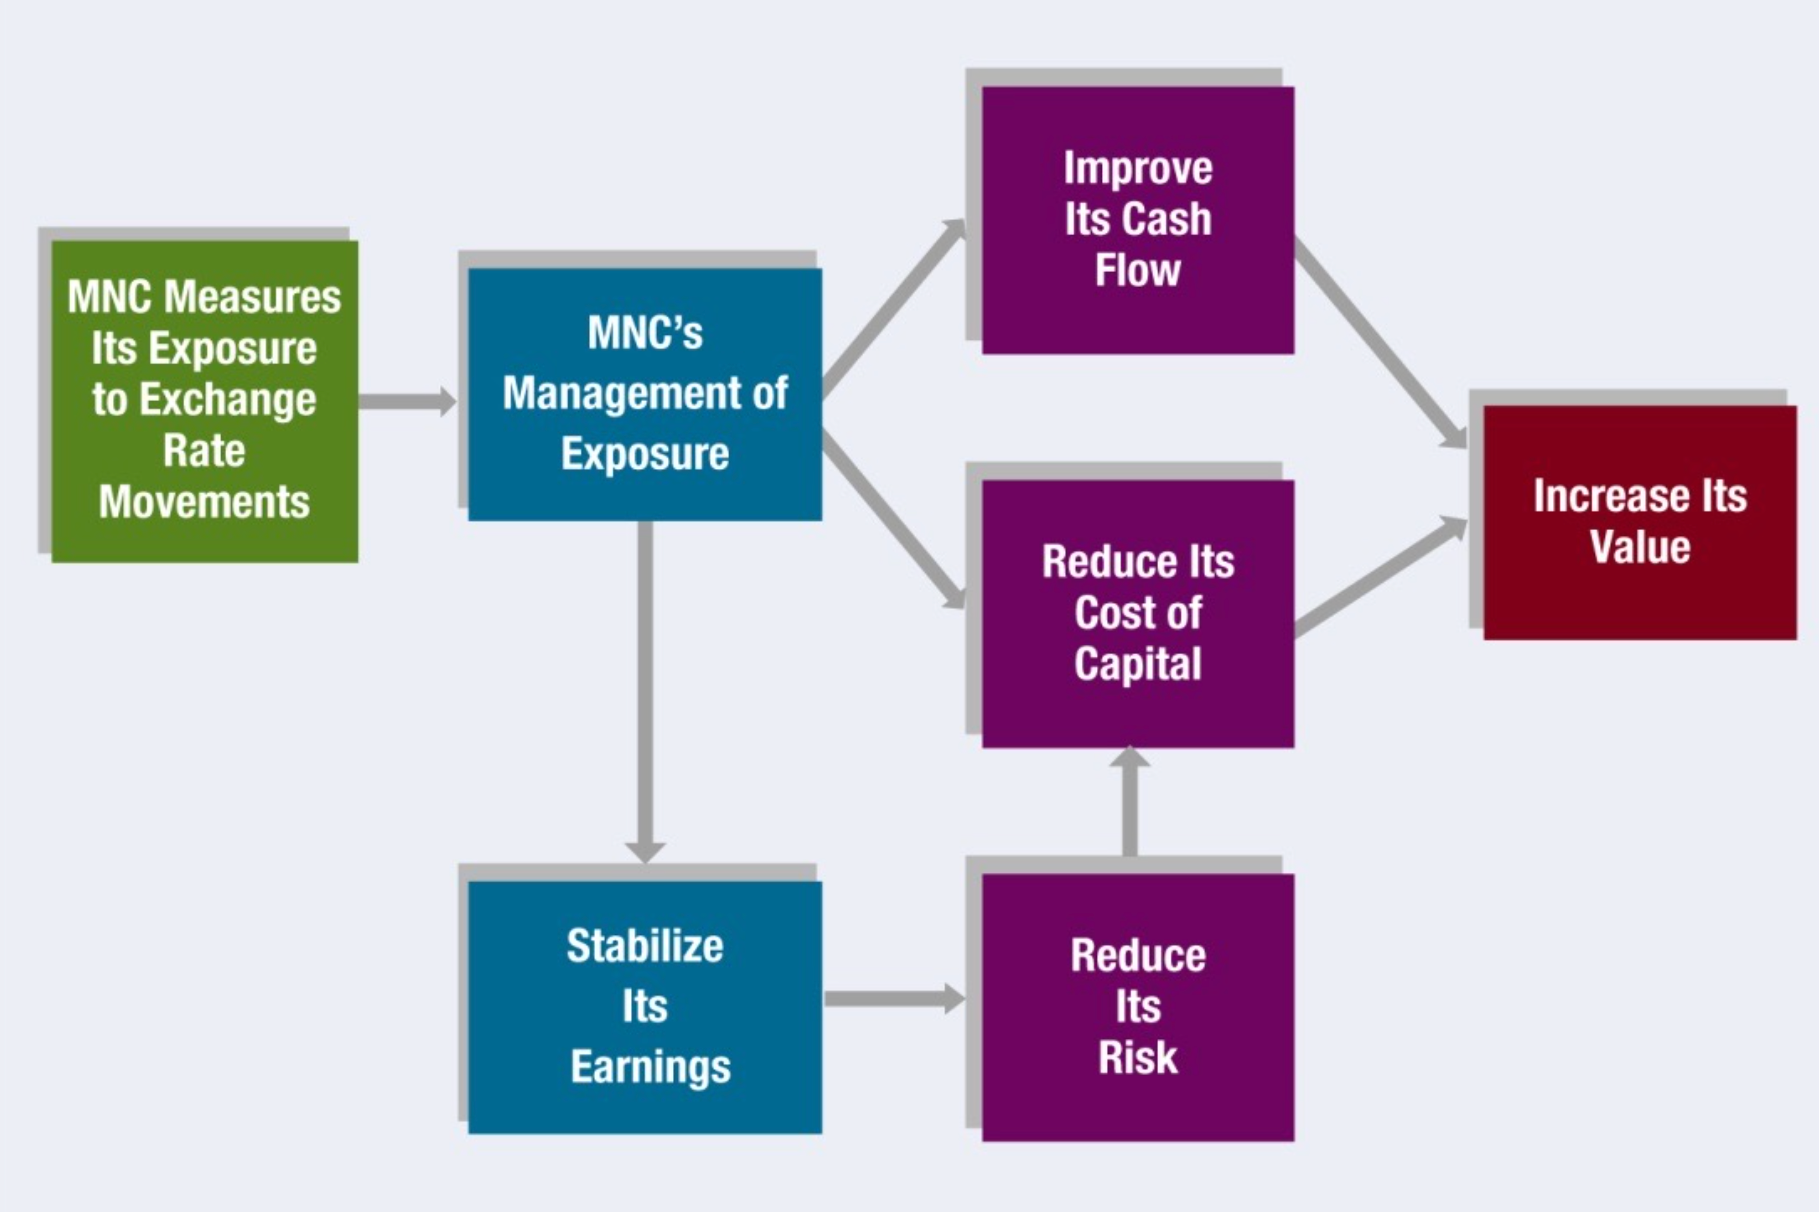 MNC Measures
Its Exposure
to Exchange
Rate
Movements
MNC’s
Management of
Exposure
Improve
Its Cash
Flow
Reduce Its
Cost of
Capital
Increase Its
Value
Stabilize
Its
Earnings
Reduce
Its
Risk